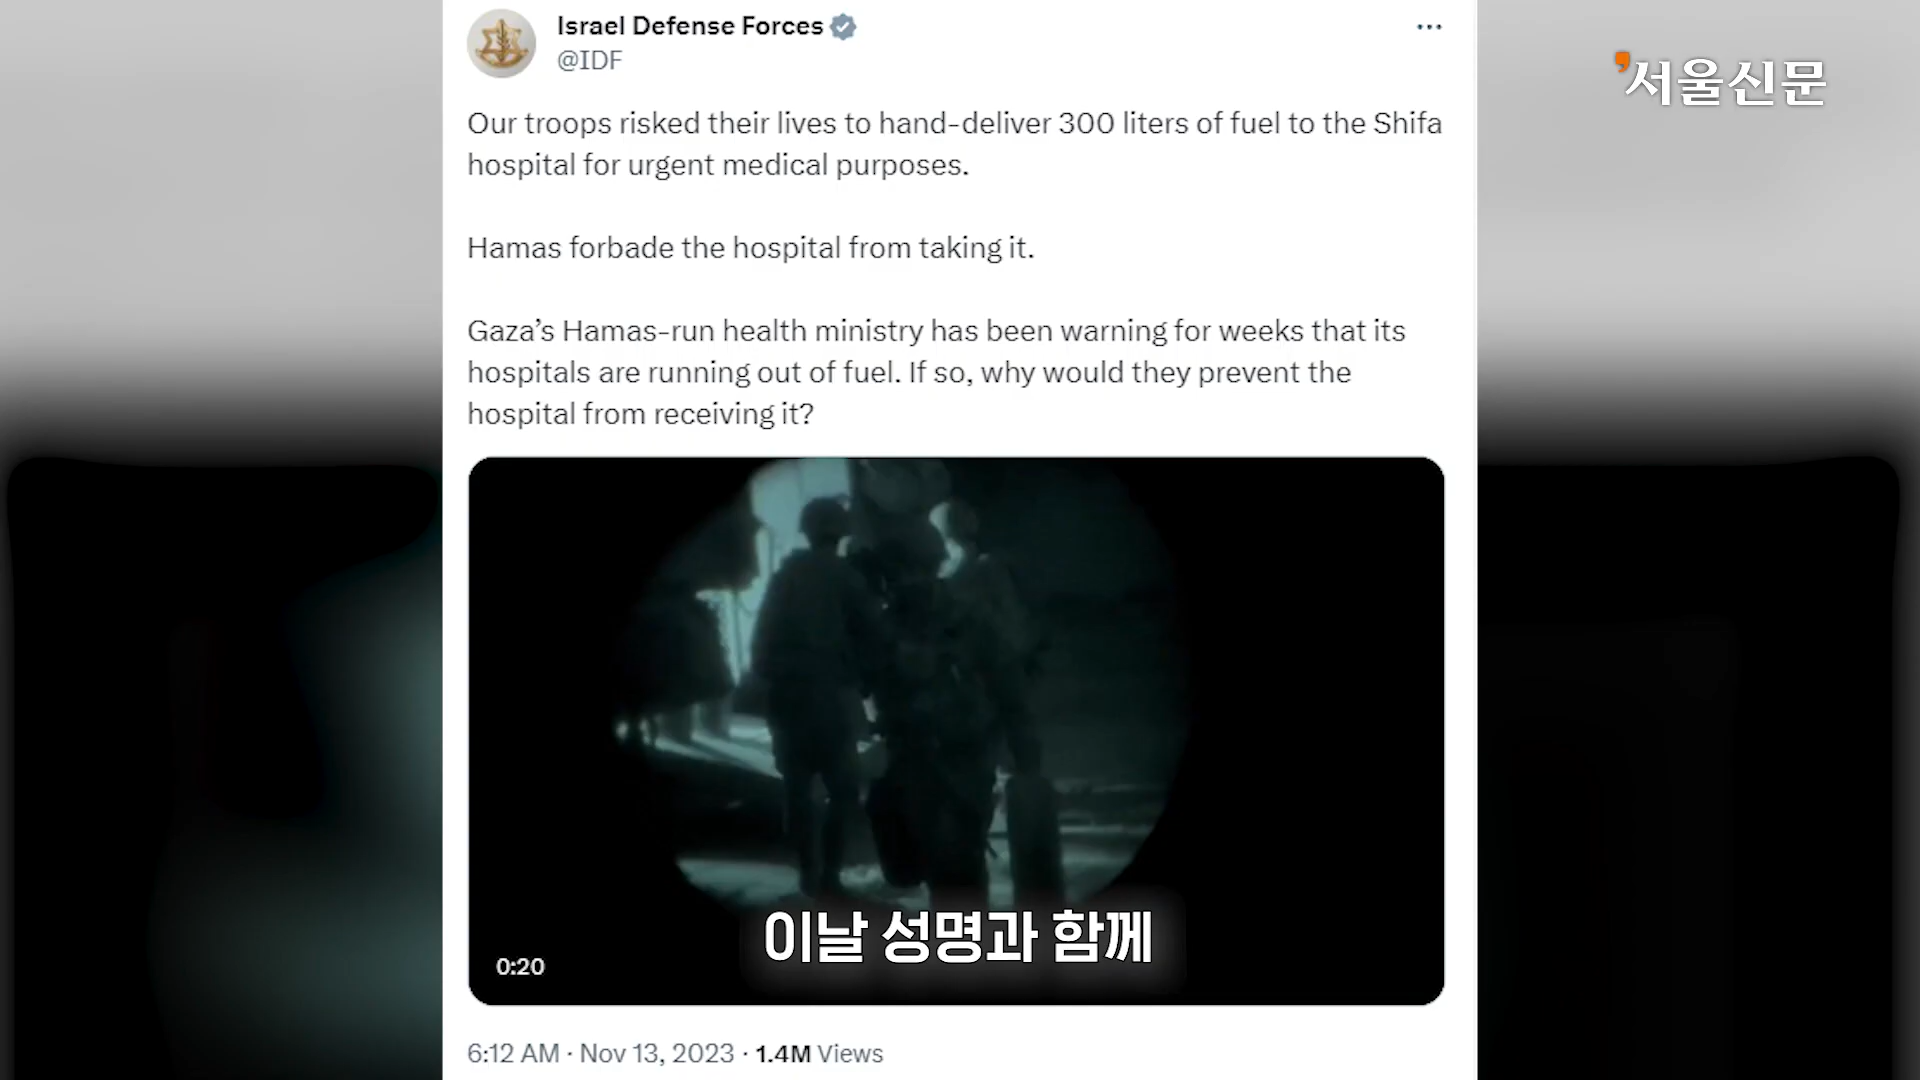 Israel Defense Forces
@IDF
서울신문
Our troops risked their lives to hand-deliver 300 liters of fuel to the Shifa
hospital for urgent medical purposes.
Hamas forbade the hospital from taking it.
Gaza’s Hamas-run health ministry has been warning for weeks that its
hospitals are running out of fuel. If so, why would they prevent the
hospital from receiving it?
이날 성명과 함께
0:20
6:12 AM · Nov 13, 2023 · 1.4M Views